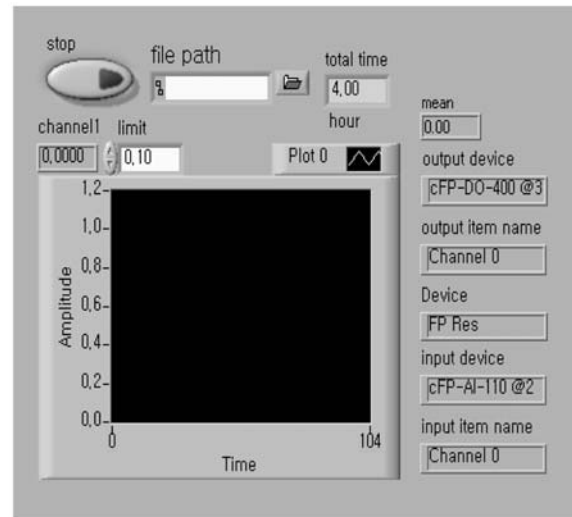 stop
file path
total time
4,00
hour
mean
0.00
channel1
limit
0,0000
0,10
Plot 0
output device
cFP-DO-400 @3
output item name
Channel 0
Device
FP Res
input device
cFP-AI-110 @2
input item name
Channel 0
1,2
1,0
0,8
0,6
0,4
0,2
0,0
Amplitude
0
104
Time